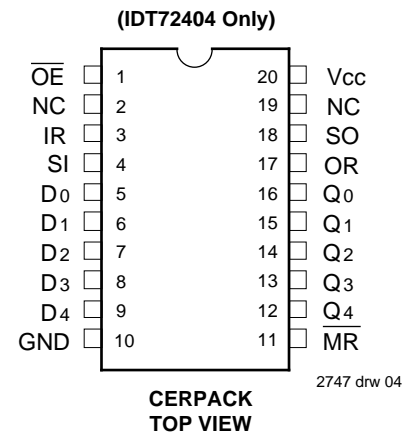 (IDT72404 Only)
O̅E̅ 1 20 Vcc
NC 2 19 NC
IR 3 18 SO
SI 4 17 OR
D0 5 16 Q0
D1 6 15 Q1
D2 7 14 Q2
D3 8 13 Q3
D4 9 12 Q4
GND 10 11 M̅R̅
2747 drw 04
CERPACK
TOP VIEW